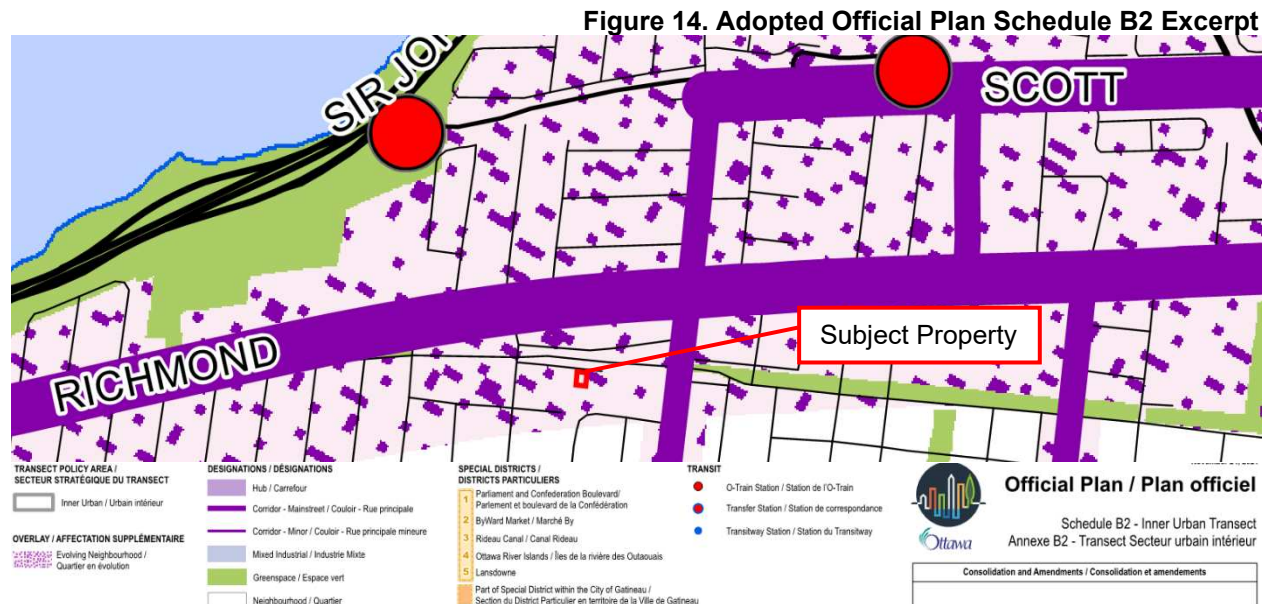 Figure 14. Adopted Official Plan Schedule B2 Excerpt
SIR JO
SCOTT
Subject Property
RICHMOND
TRANSECT POLICY AREA /
SECTEUR STRATÉGIQUE DU TRANSECT
Inner Urban / Urbain intérieur
OVERLAY / AFFECTATION SUPPLÉMENTAIRE
Evolving Neighbourhood /
Quartier en évolution
DESIGNATIONS / DÉSIGNATIONS
Hub / Carrefour
Corridor - Mainstreet / Couloir - Rue principale
Corridor - Minor / Couloir - Rue principale mineure
Mixed Industrial / Industrie Mixte
Greenspace / Espace vert
Neighbourhood / Quartier
SPECIAL DISTRICTS /
DISTRICTS PARTICULIERS
1 Parliament and Confederation Boulevard/
Parlement et boulevard de la Confédération
2 ByWard Market / Marché By
3 Rideau Canal / Canal Rideau
4 Ottawa River Islands / Îles de la rivière des Outaouais
5 Lansdowne
Part of Special District within the City of Gatineau /
Section du District Particulier en territoire de la Ville de Gatineau
TRANSIT
O-Train Station / Station de l'O-Train
Transfer Station / Station de correspondance
Transitway Station / Station du Transitway
Ottawa
Official Plan / Plan officiel
Schedule B2 - Inner Urban Transect
Annexe B2 - Transect Secteur urbain intérieur
Consolidation and Amendments / Consolidation et amendements